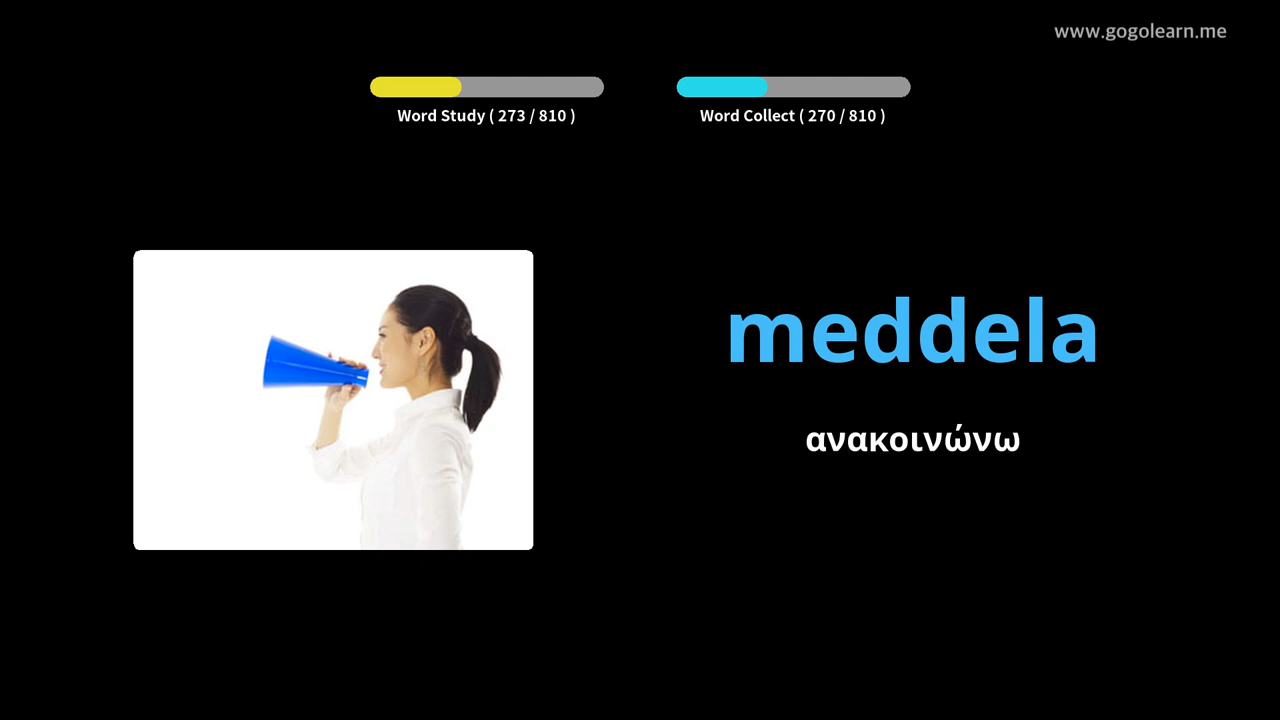 www.gogolearn.me
Word Study ( 273 / 810 )
Word Collect ( 270 / 810 )
meddela
ανακοινώνω